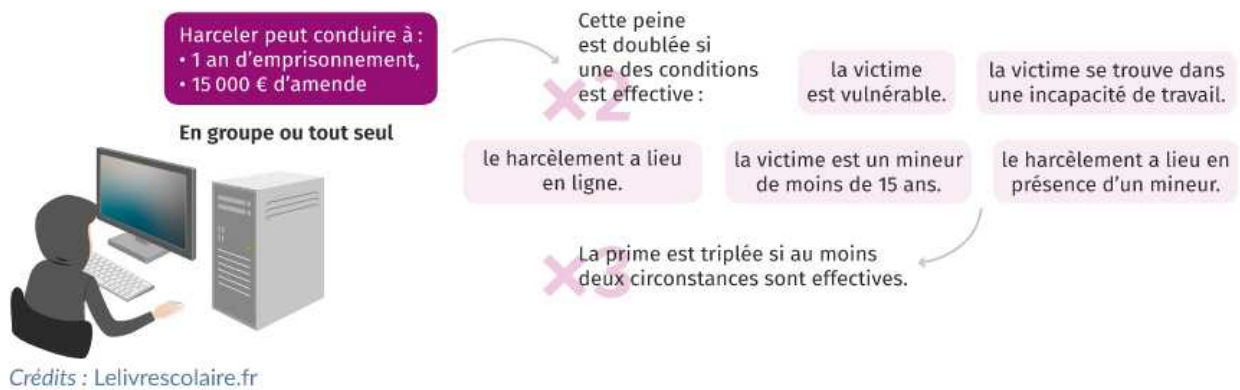 Harceler peut conduire à :
• 1 an d'emprisonnement,
• 15 000 € d'amende
En groupe ou tout seul
×2
Cette peine
est doublée si
une des conditions
est effective :
la victime
est vulnérable.
la victime se trouve dans
une incapacité de travail.
le harcèlement a lieu
en ligne.
la victime est un mineur
de moins de 15 ans.
le harcèlement a lieu en
présence d'un mineur.
×3
La prime est triplée si au moins
deux circonstances sont effectives.
Crédits : Lelivrescolaire.fr